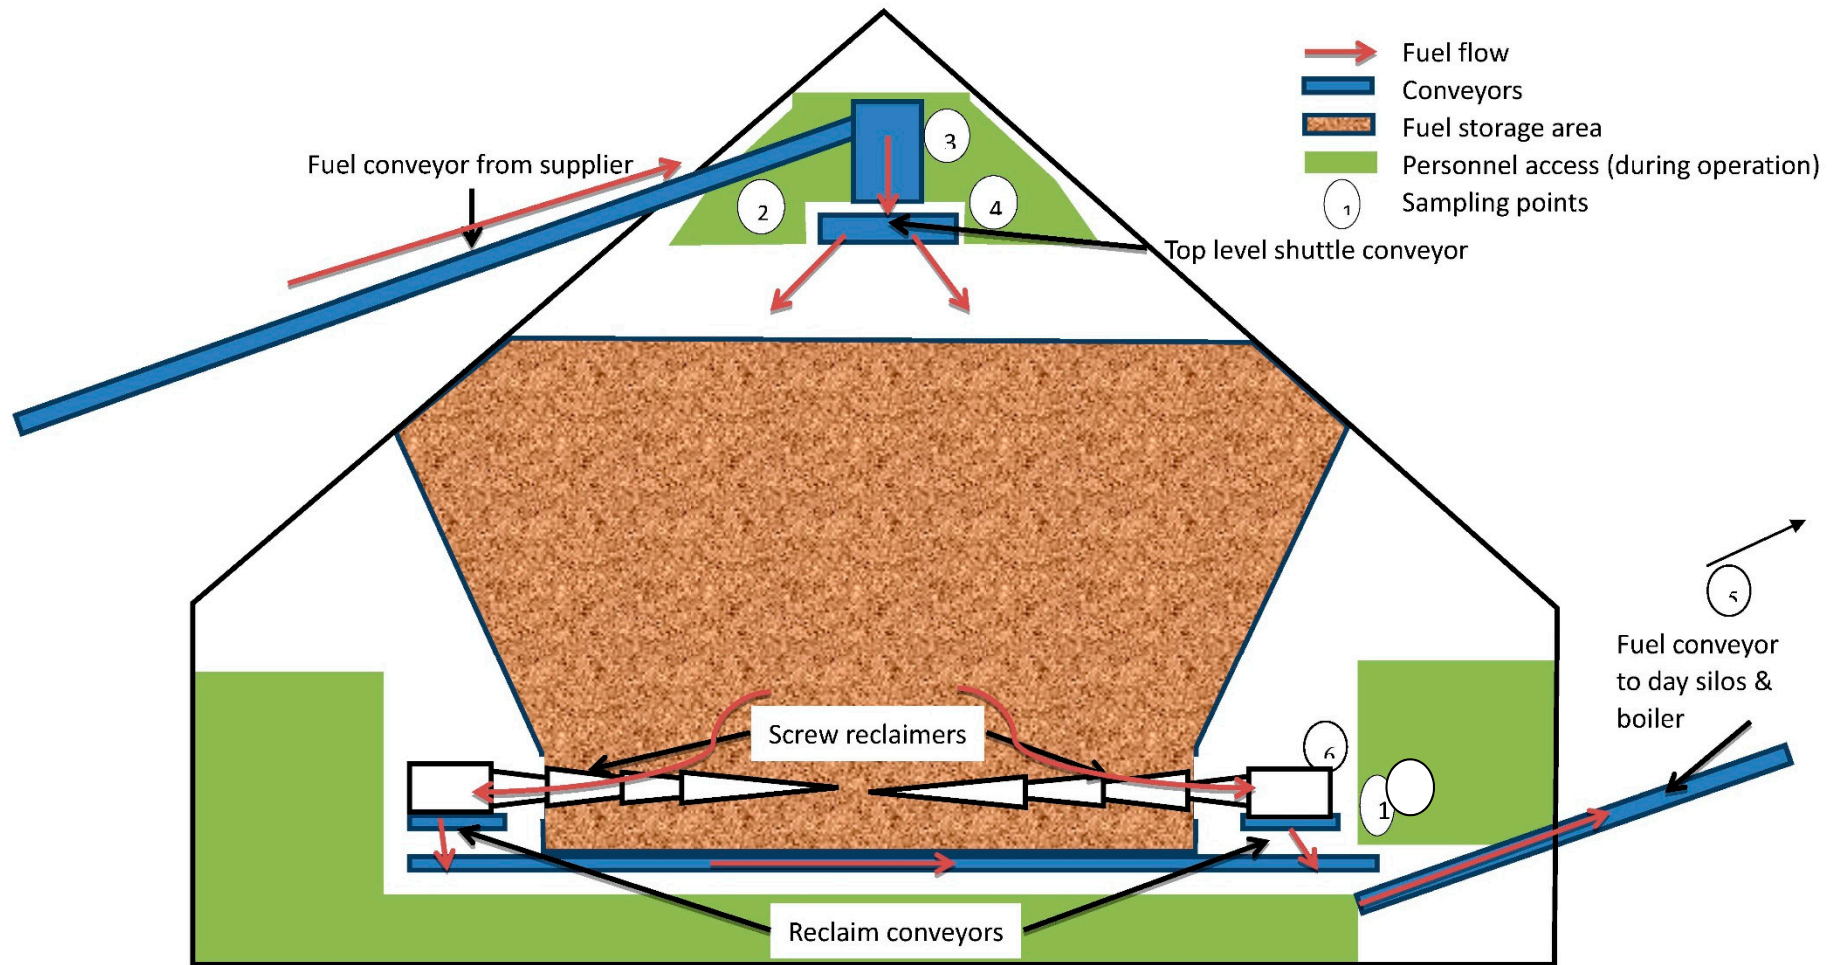 Fuel flow
Conveyors
Fuel storage area
Personnel access (during operation)
1
Sampling points
Fuel conveyor from supplier
3
2
4
Top level shuttle conveyor
5
Fuel conveyor
to day silos &
boiler
Screw reclaimers
6
1
Reclaim conveyors